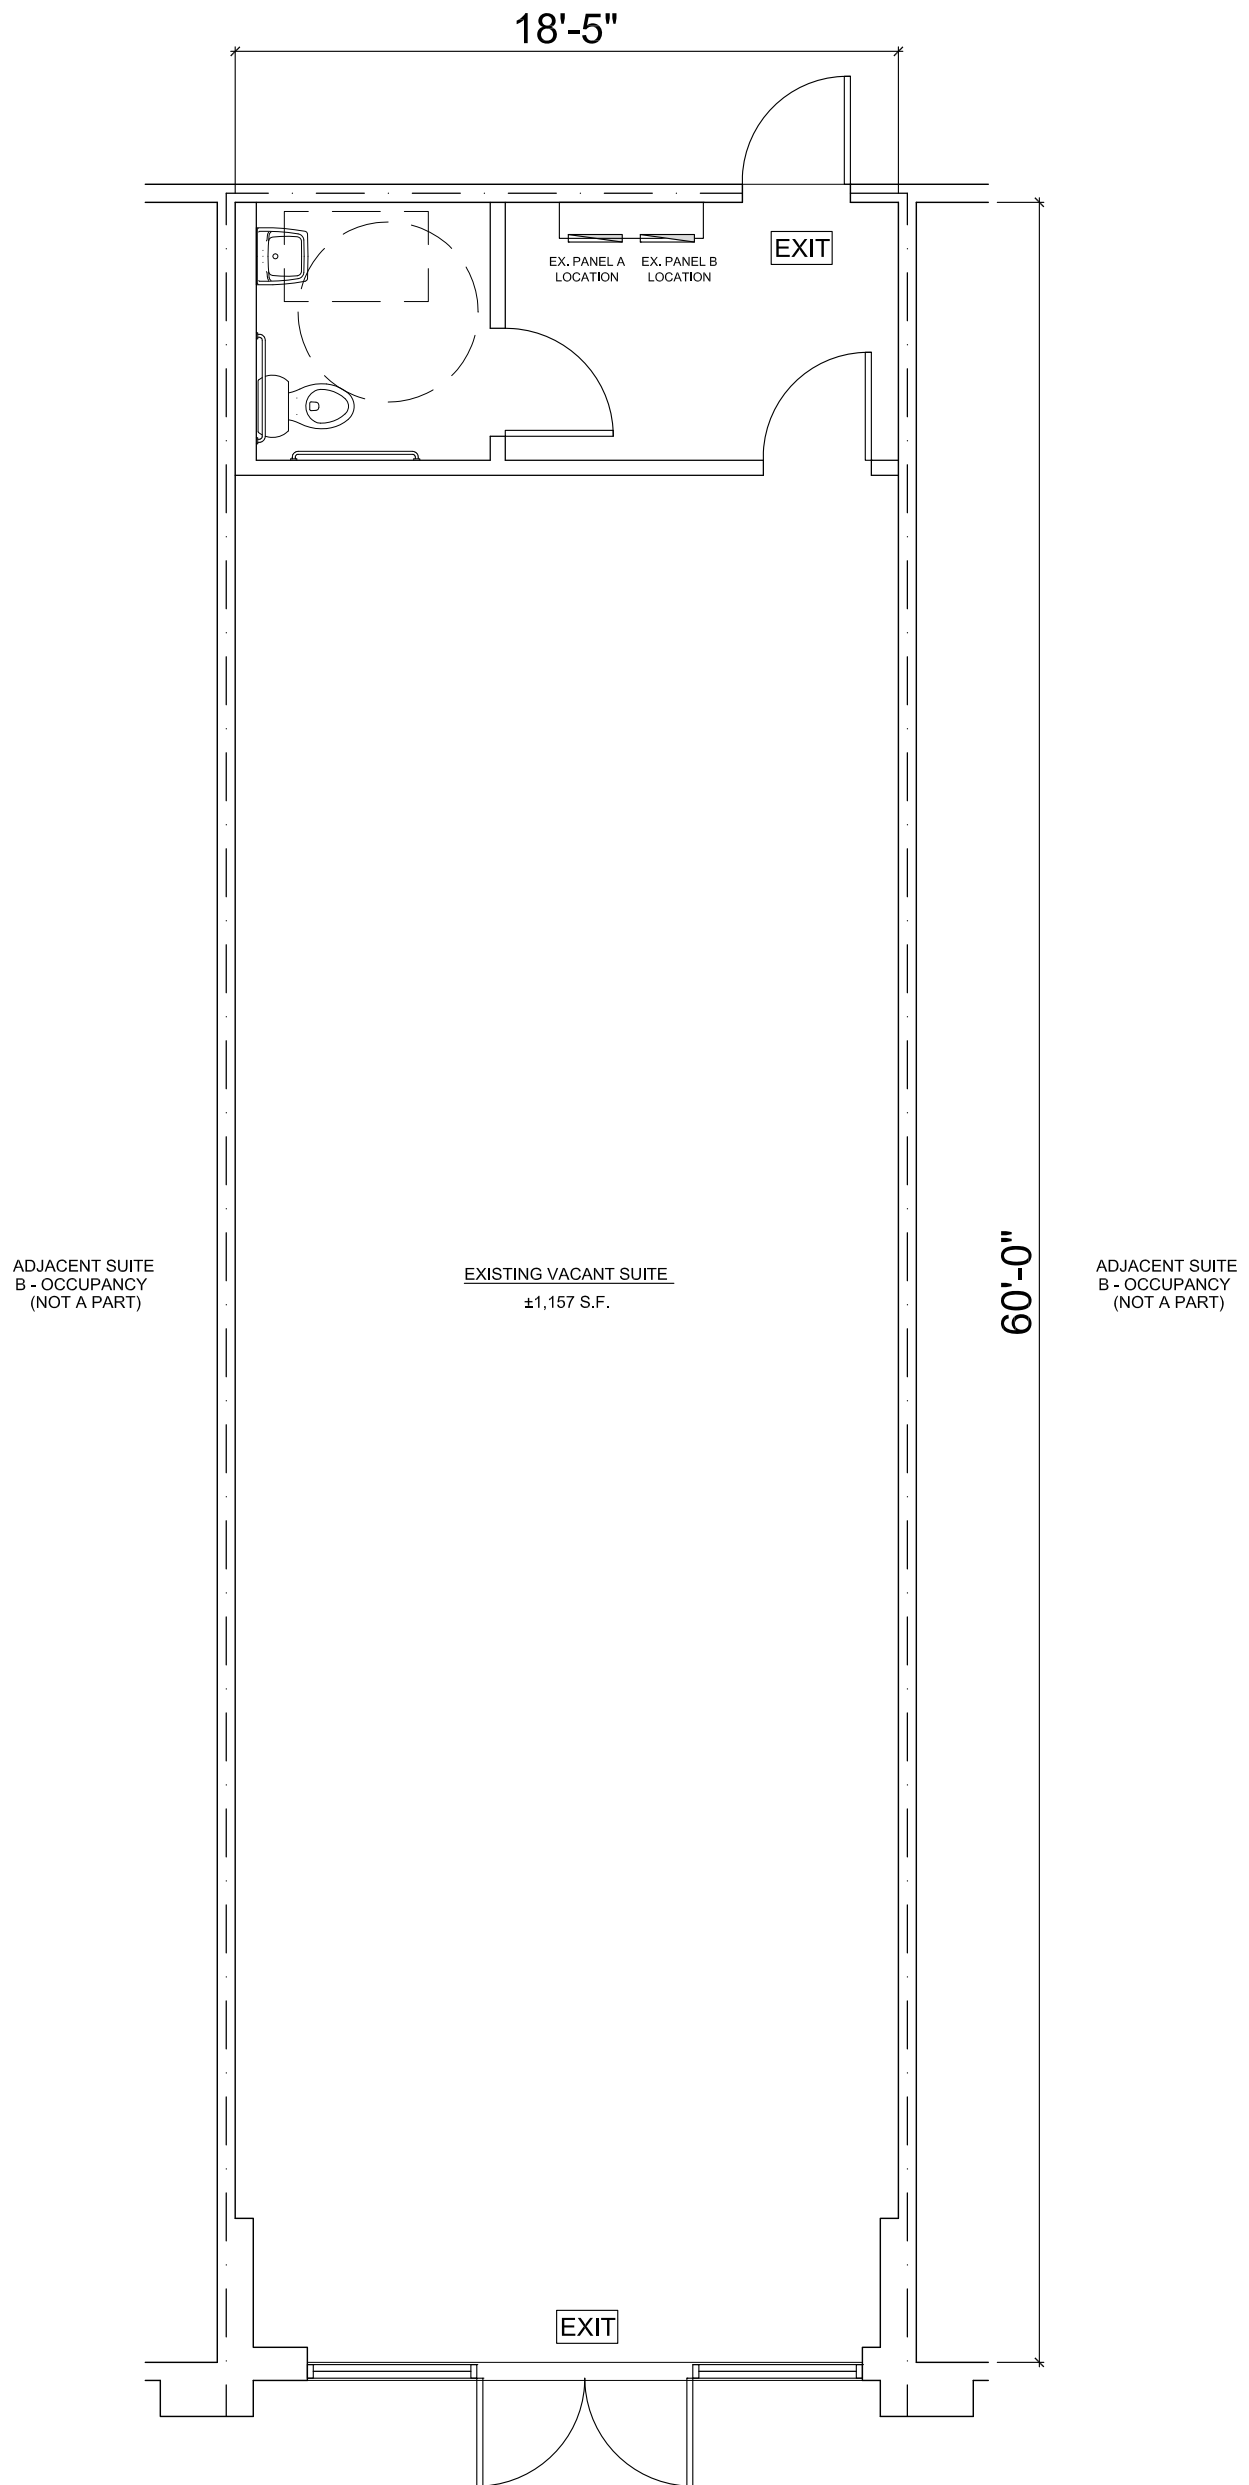 18'-5"
EXIT
EX. PANEL A
LOCATION
EX. PANEL B
LOCATION
ADJACENT SUITE
B - OCCUPANCY
(NOT A PART)
EXISTING VACANT SUITE
±1,157 S.F.
60'-0"
ADJACENT SUITE
B - OCCUPANCY
(NOT A PART)
EXIT